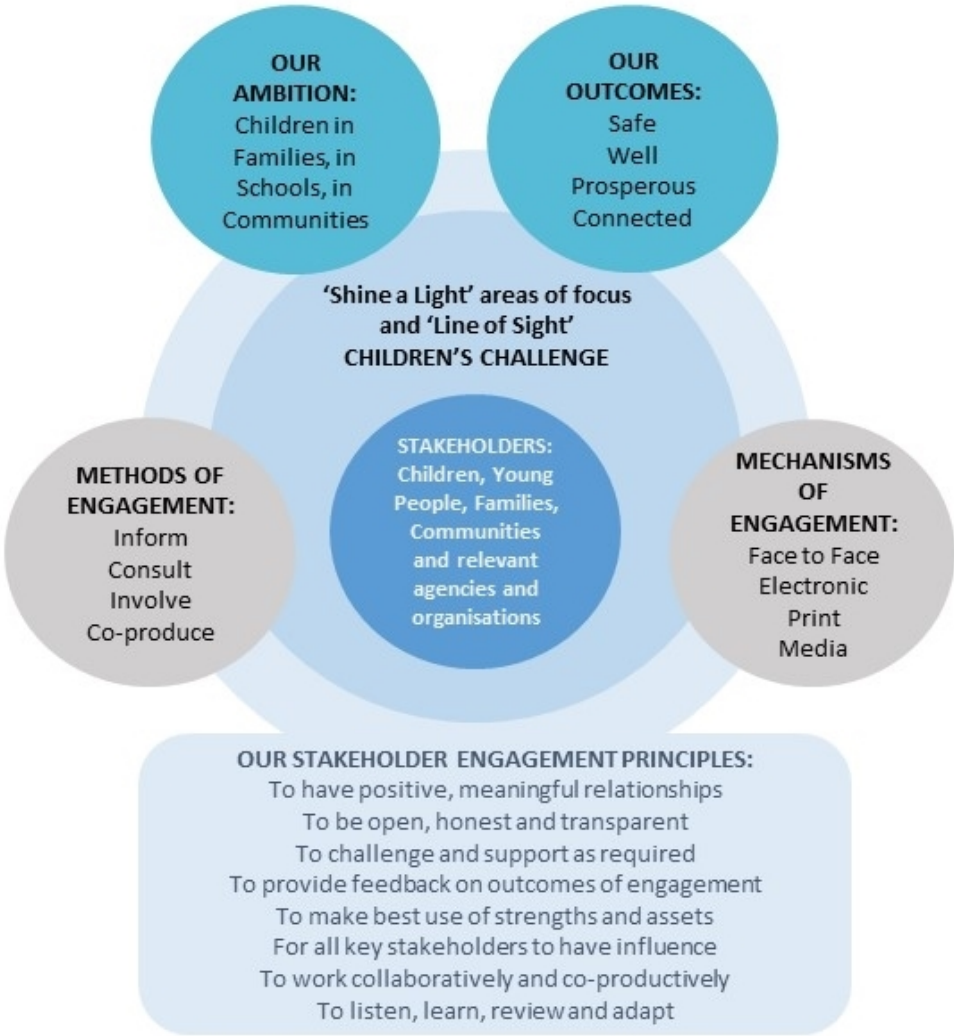 OUR
AMBITION:
Children in
Families, in
Schools, in
Communities
OUR
OUTCOMES:
Safe
Well
Prosperous
Connected
‘Shine a Light’ areas of focus
and ‘Line of Sight’
CHILDREN’S CHALLENGE
METHODS OF
ENGAGEMENT:
Inform
Consult
Involve
Co-produce
STAKEHOLDERS:
Children, Young
People, Families,
Communities
and relevant
agencies and
organisations
MECHANISMS
OF
ENGAGEMENT:
Face to Face
Electronic
Print
Media
OUR STAKEHOLDER ENGAGEMENT PRINCIPLES:
To have positive, meaningful relationships
To be open, honest and transparent
To challenge and support as required
To provide feedback on outcomes of engagement
To make best use of strengths and assets
For all key stakeholders to have influence
To work collaboratively and co-productively
To listen, learn, review and adapt